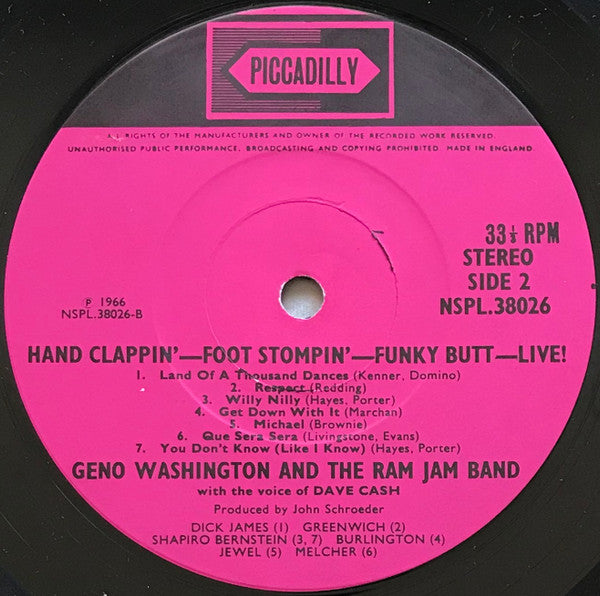 PICCADILLY
ALL RIGHTS OF THE MANUFACTURERS AND OWNER OF THE RECORDED WORK RESERVED.
UNAUTHORISED PUBLIC PERFORMANCE, BROADCASTING AND COPYING PROHIBITED. MADE IN ENGLAND.
33⅓ RPM
STEREO
SIDE 2
NSPL.38026
℗ 1966
NSPL.38026-B
HAND CLAPPIN'—FOOT STOMPIN'—FUNKY BUTT—LIVE!
1. Land Of A Thousand Dances (Kenner, Domino)
2. Respect (Redding)
3. Willy Nilly (Hayes, Porter)
4. Get Down With It (Marchan)
5. Michael (Brownie)
6. Que Sera Sera (Livingstone, Evans)
7. You Don't Know (Like I Know) (Hayes, Porter)
GENO WASHINGTON AND THE RAM JAM BAND
with the voice of DAVE CASH
Produced by John Schroeder
DICK JAMES (1) GREENWICH (2)
SHAPIRO BERNSTEIN (3, 7) BURLINGTON (4)
JEWEL (5) MELCHER (6)